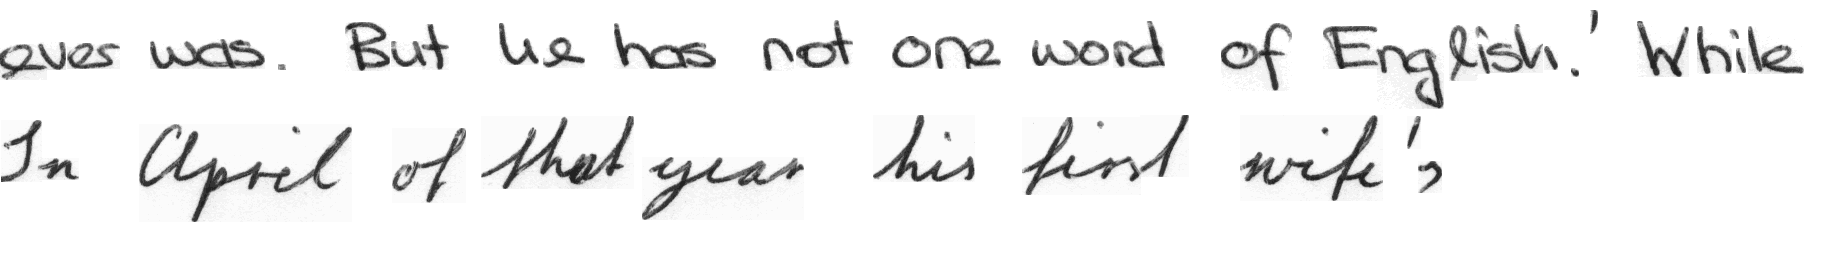 ever was. But he has not one word of English.' While
In April of that year his first wife's